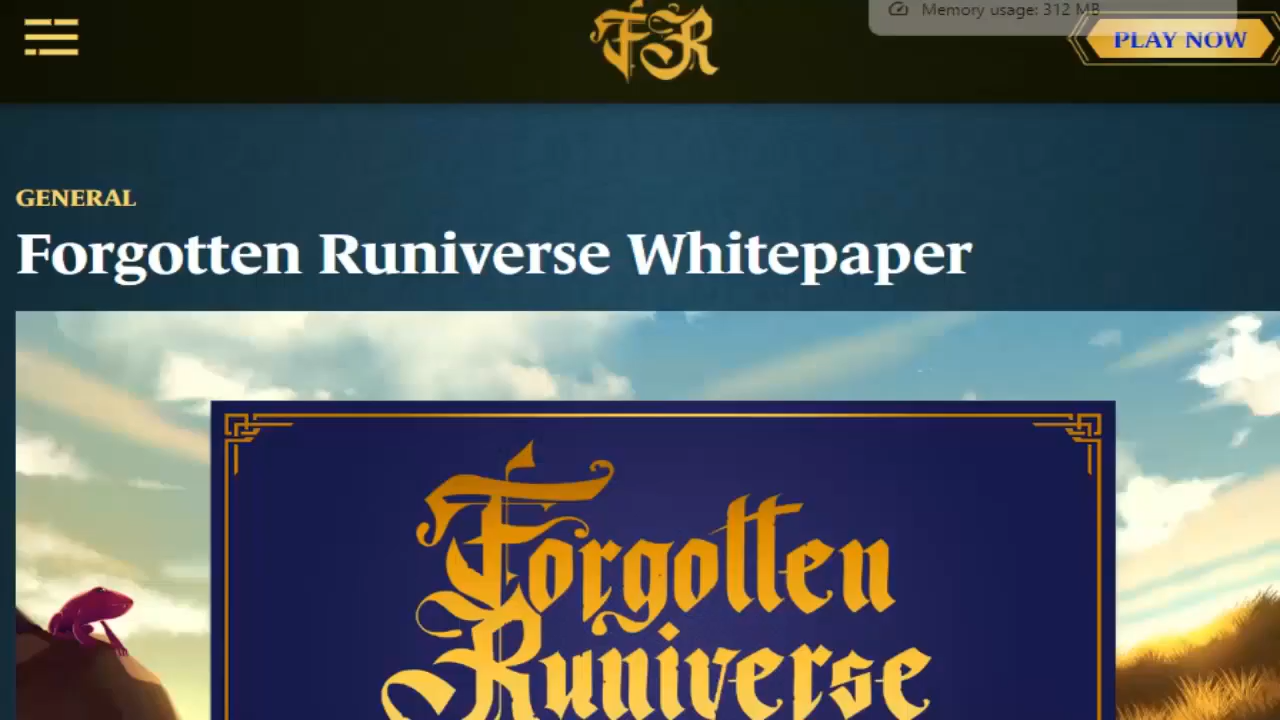 FR
Memory usage: 312 MB
PLAY NOW
GENERAL
Forgotten Runiverse Whitepaper
Forgotten
Runiverse